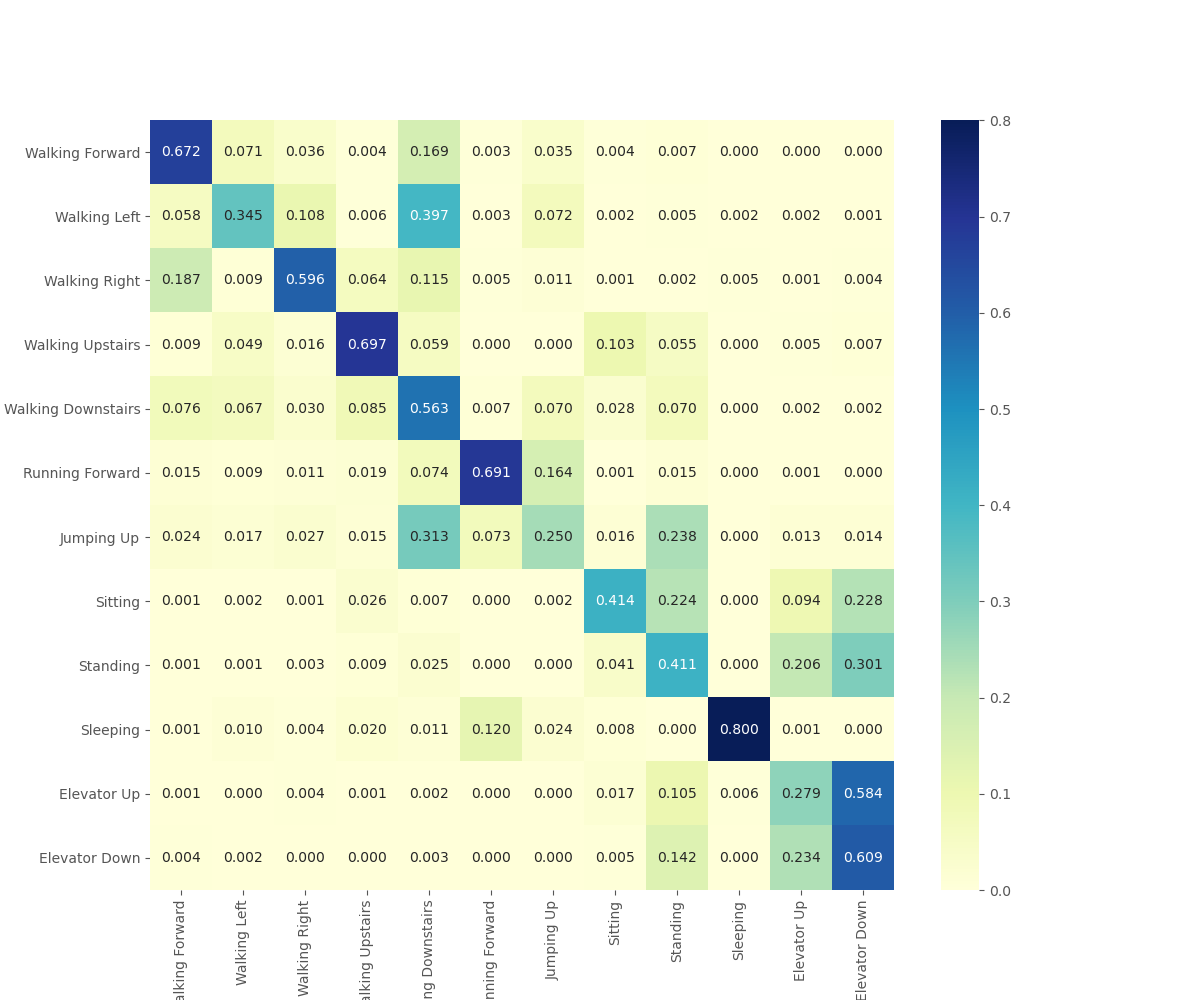 Walking Forward 0.672 0.071 0.036 0.004 0.169 0.003 0.035 0.004 0.007 0.000 0.000 0.000
Walking Left 0.058 0.345 0.108 0.006 0.397 0.003 0.072 0.002 0.005 0.002 0.002 0.001
Walking Right 0.187 0.009 0.596 0.064 0.115 0.005 0.011 0.001 0.002 0.005 0.001 0.004
Walking Upstairs 0.009 0.049 0.016 0.697 0.059 0.000 0.000 0.103 0.055 0.000 0.005 0.007
Walking Downstairs 0.076 0.067 0.030 0.085 0.563 0.007 0.070 0.028 0.070 0.000 0.002 0.002
Running Forward 0.015 0.009 0.011 0.019 0.074 0.691 0.164 0.001 0.015 0.000 0.001 0.000
Jumping Up 0.024 0.017 0.027 0.015 0.313 0.073 0.250 0.016 0.238 0.000 0.013 0.014
Sitting 0.001 0.002 0.001 0.026 0.007 0.000 0.002 0.414 0.224 0.000 0.094 0.228
Standing 0.001 0.001 0.003 0.009 0.025 0.000 0.000 0.041 0.411 0.000 0.206 0.301
Sleeping 0.001 0.010 0.004 0.020 0.011 0.120 0.024 0.008 0.000 0.800 0.001 0.000
Elevator Up 0.001 0.000 0.004 0.001 0.002 0.000 0.000 0.017 0.105 0.006 0.279 0.584
Elevator Down 0.004 0.002 0.000 0.000 0.003 0.000 0.000 0.005 0.142 0.000 0.234 0.609
alking Forward
Walking Left
Walking Right
alking Upstairs
ng Downstairs
nning Forward
Jumping Up
Sitting
Standing
Sleeping
Elevator Up
Elevator Down
0.8
0.7
0.6
0.5
0.4
0.3
0.2
0.1
0.0